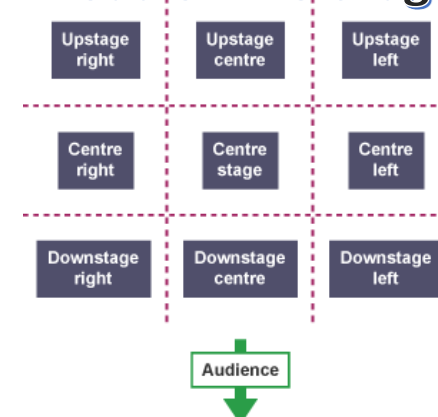 Upstage
right
Upstage
centre
Upstage
left
Centre
right
Centre
stage
Centre
left
Downstage
right
Downstage
centre
Downstage
left
Audience